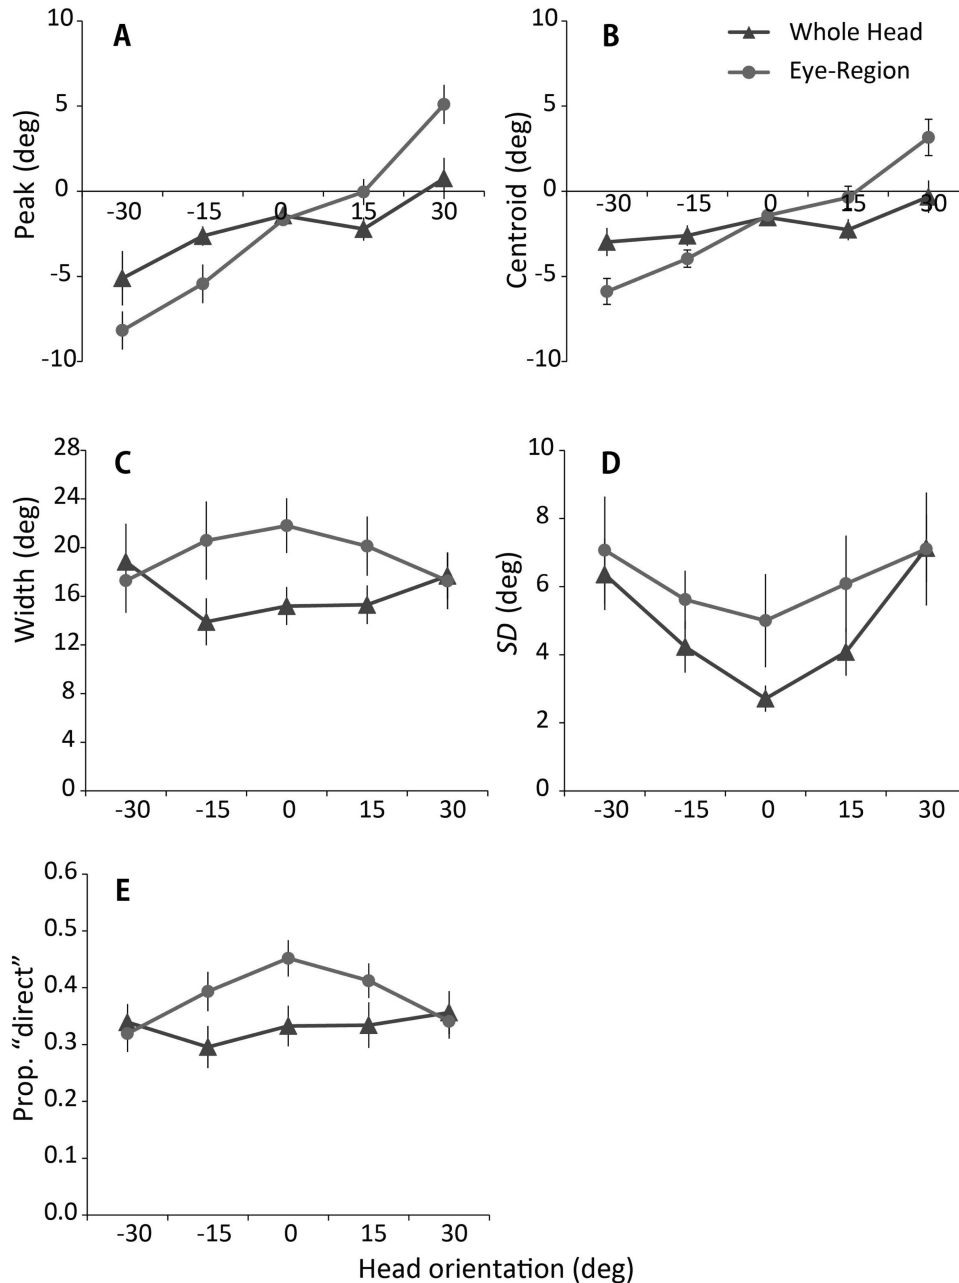 A
Peak (deg)
10
5
0
-5
-10
-30 -15 0 15 30
B
Whole Head
Eye-Region
Centroid (deg)
10
5
0
-5
-10
-30 -15 0 15 30
C
Width (deg)
28
24
20
16
12
8
4
0
-30 -15 0 15 30
D
SD (deg)
10
8
6
4
2
0
-30 -15 0 15 30
E
Prop. “direct”
0.6
0.5
0.4
0.3
0.2
0.1
0.0
-30 -15 0 15 30
Head orientation (deg)